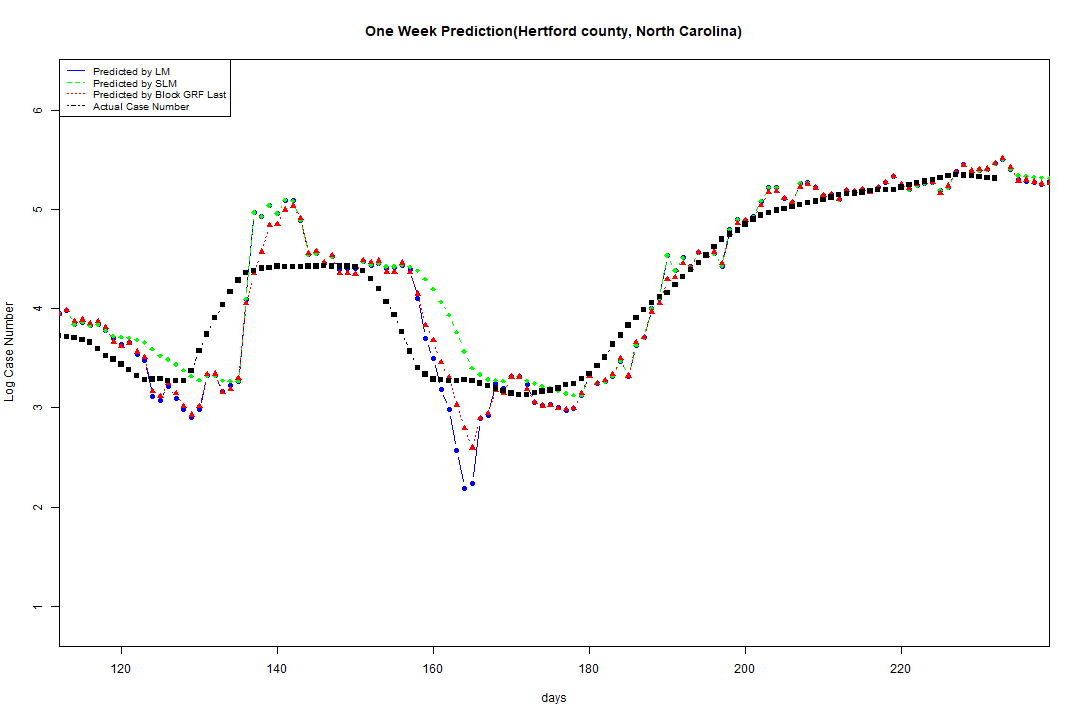 One Week Prediction(Hertford county, North Carolina)
Predicted by LM
Predicted by SLM
Predicted by Block GRF Last
Actual Case Number
Log Case Number
6
5
4
3
2
1
120 140 160 180 200 220
days